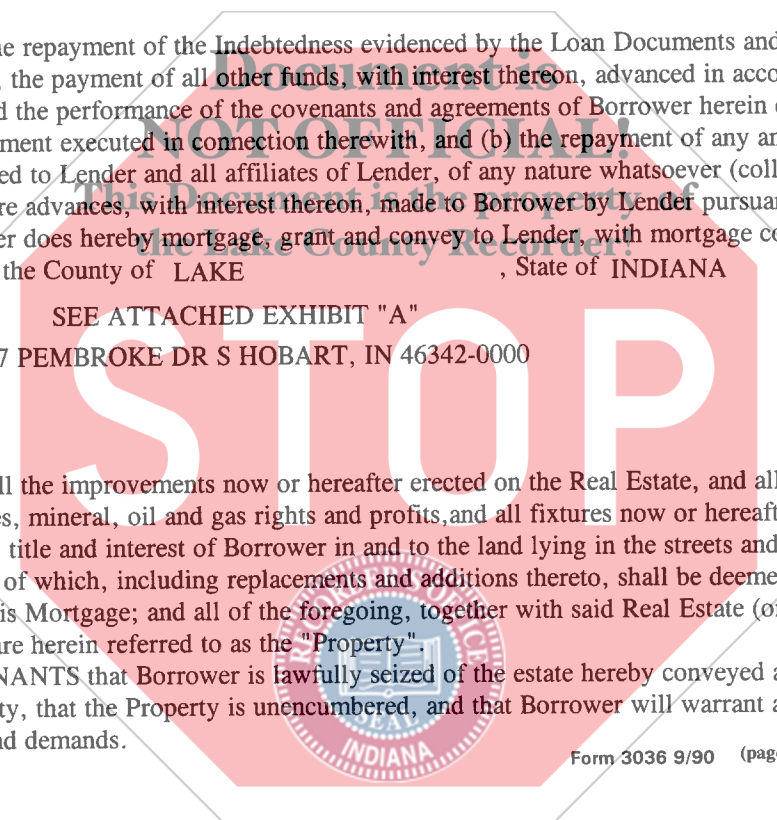 e repayment of the Indebtedness evidenced by the Loan Documents and
, the payment of all other funds, with interest thereon, advanced in acco
d the performance of the covenants and agreements of Borrower herein
ment executed in connection therewith, and (b) the repayment of any an
ed to Lender and all affiliates of Lender, of any nature whatsoever (coll
re advances, with interest thereon, made to Borrower by Lender pursuan
er does hereby mortgage, grant and convey to Lender, with mortgage co
the County of LAKE , State of INDIANA
Document is
NOT OFFICIAL!
This Document is the property of
the Lake County Recorder!
SEE ATTACHED EXHIBIT "A"
7 PEMBROKE DR S HOBART, IN 46342-0000
STOP
ll the improvements now or hereafter erected on the Real Estate, and all
s, mineral, oil and gas rights and profits,and all fixtures now or hereaft
title and interest of Borrower in and to the land lying in the streets and
of which, including replacements and additions thereto, shall be deeme
is Mortgage; and all of the foregoing, together with said Real Estate (or
are herein referred to as the "Property".
NANTS that Borrower is lawfully seized of the estate hereby conveyed a
ty, that the Property is unencumbered, and that Borrower will warrant a
nd demands.
RECORDER'S OFFICE
SEAL
INDIANA
Form 3036 9/90 (page